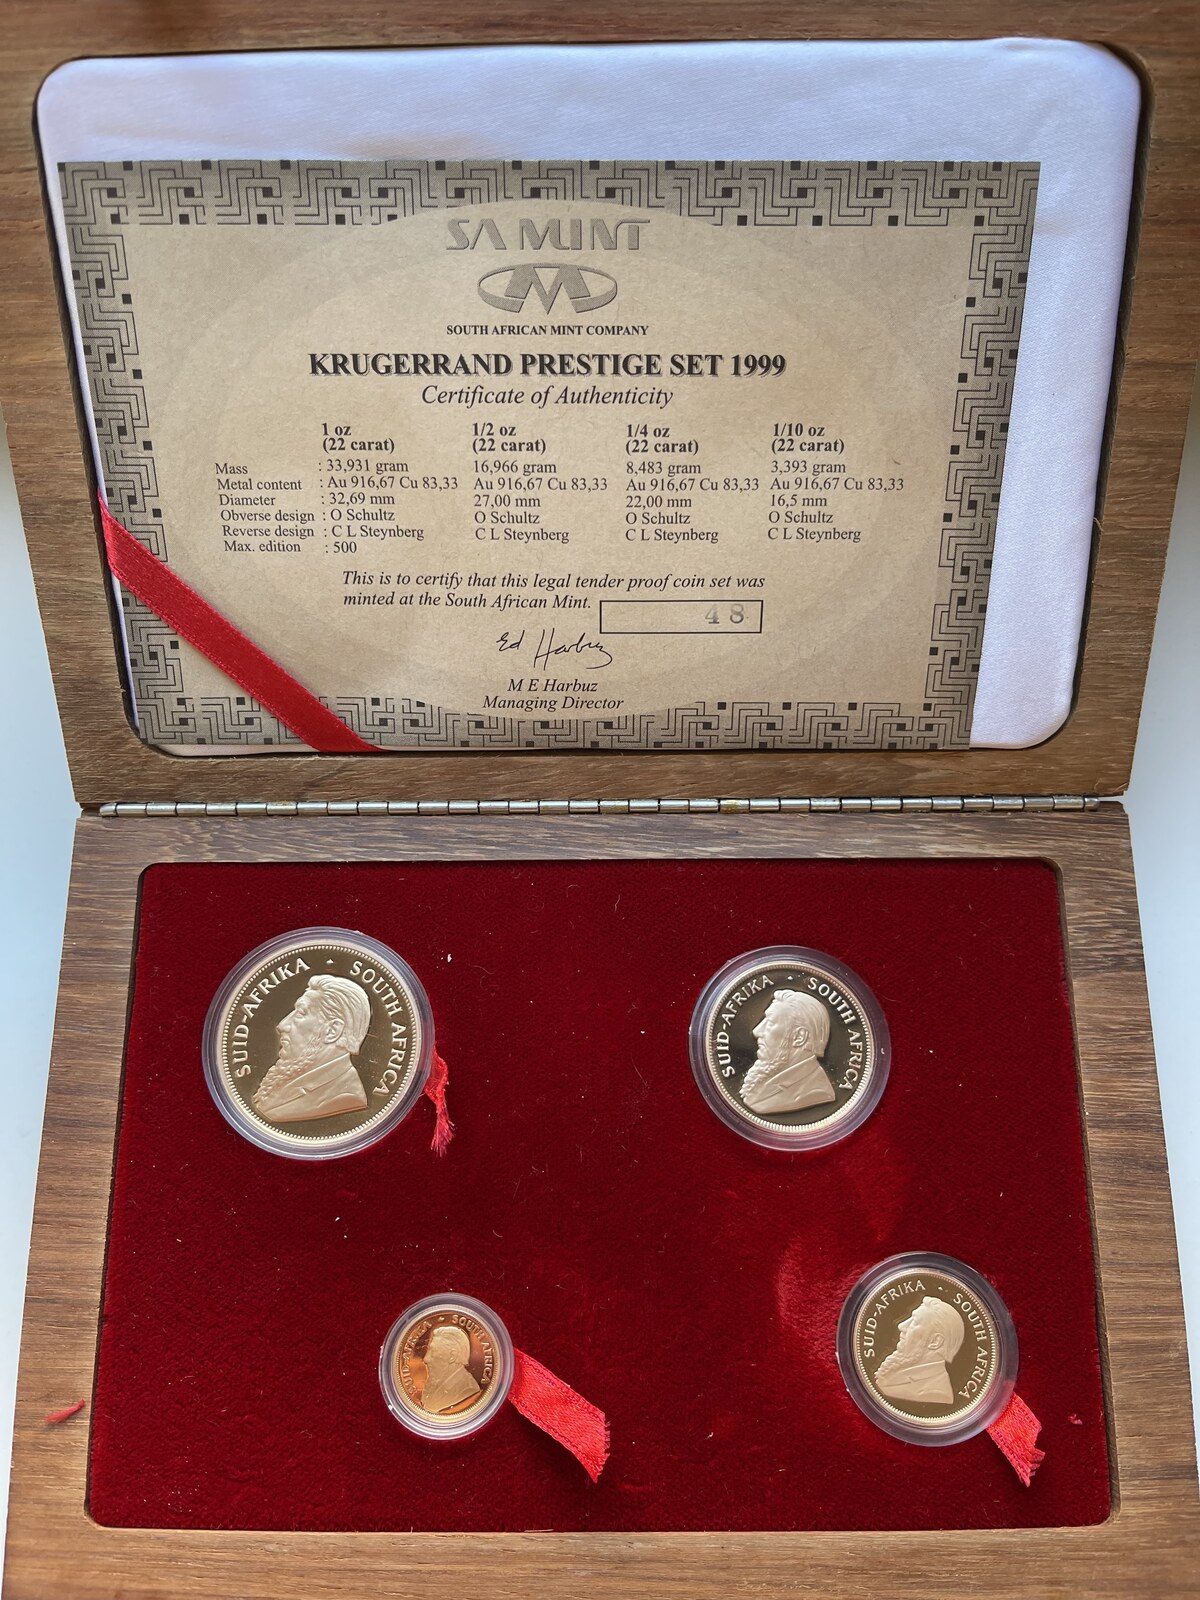 SA MINT
SOUTH AFRICAN MINT COMPANY
KRUGERRAND PRESTIGE SET 1999
Certificate of Authenticity
1 oz 1/2 oz 1/4 oz 1/10 oz
(22 carat) (22 carat) (22 carat) (22 carat)
Mass : 33,931 gram 16,966 gram 8,483 gram 3,393 gram
Metal content : Au 916,67 Cu 83,33 Au 916,67 Cu 83,33 Au 916,67 Cu 83,33 Au 916,67 Cu 83,33
Diameter : 32,69 mm 27,00 mm 22,00 mm 16,5 mm
Obverse design : O Schultz O Schultz O Schultz O Schultz
Reverse design : C L Steynberg C L Steynberg C L Steynberg C L Steynberg
Max. edition : 500
This is to certify that this legal tender proof coin set was
minted at the South African Mint. 48
Ed Harbuz
M E Harbuz
Managing Director
SUID-AFRIKA · SOUTH AFRICA
SUID-AFRIKA · SOUTH AFRICA
SUID-AFRIKA · SOUTH AFRICA
SUID-AFRIKA · SOUTH AFRICA